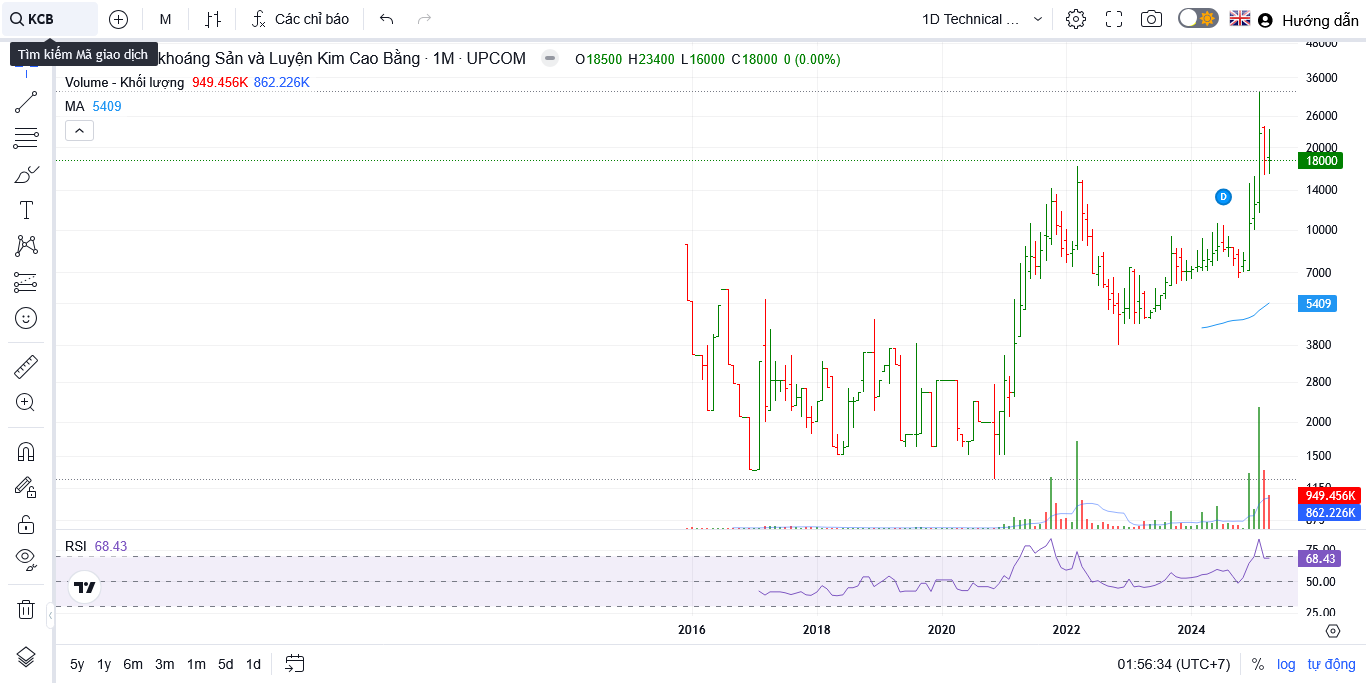 KCB M Các chỉ báo 1D Technical ... Hướng dẫn
Tìm kiếm Mã giao dịch
khoáng Sản và Luyện Kim Cao Bằng · 1M · UPCOM O18500 H23400 L16000 C18000 0 (0.00%)
Volume - Khối lượng 949.456K 862.226K
MA 5409
48000
36000
26000
20000
18000
14000
10000
7000
5409
3800
2800
2000
1500
1150
949.456K
862.226K
875
RSI 68.43
75.00
68.43
50.00
25.00
2016 2018 2020 2022 2024
5y 1y 6m 3m 1m 5d 1d 01:56:34 (UTC+7) % log tự động
D